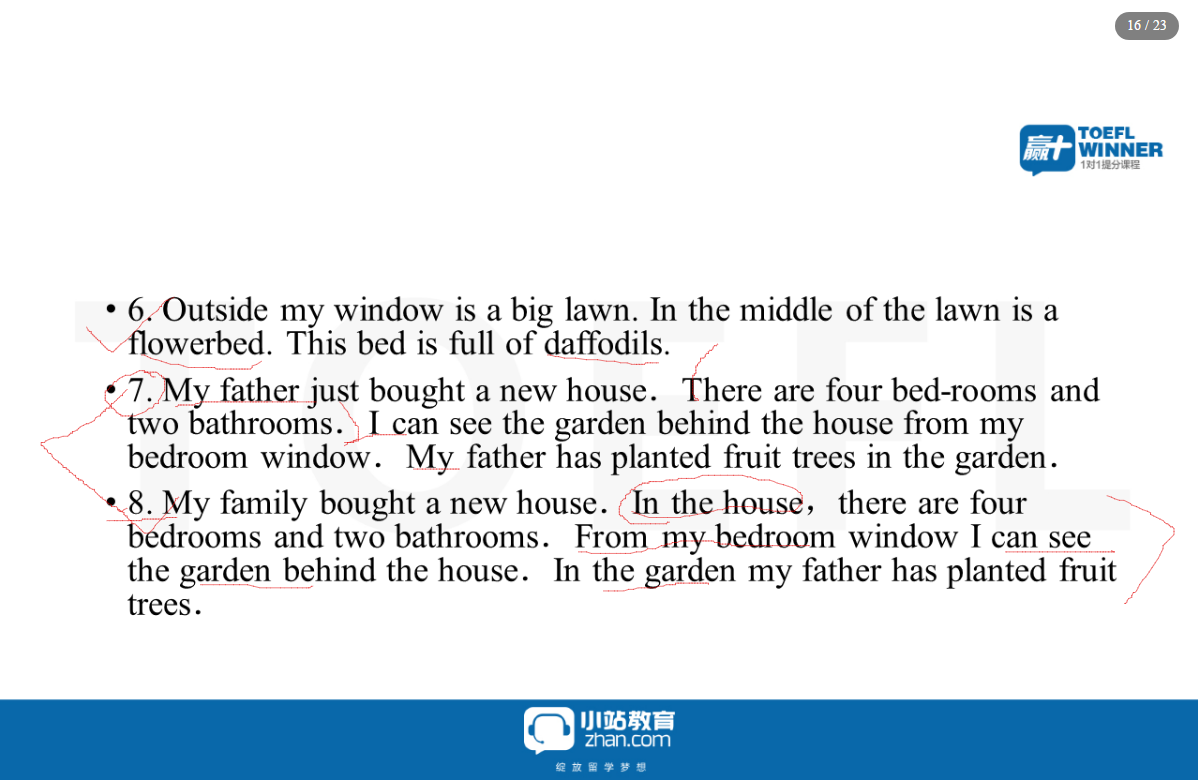 16 / 23
赢+ TOEFL
WINNER
1对1提分课程
• 6. Outside my window is a big lawn. In the middle of the lawn is a
flowerbed. This bed is full of daffodils.
• 7. My father just bought a new house. There are four bed-rooms and
two bathrooms. I can see the garden behind the house from my
bedroom window. My father has planted fruit trees in the garden.
• 8. My family bought a new house. In the house, there are four
bedrooms and two bathrooms. From my bedroom window I can see
the garden behind the house. In the garden my father has planted fruit
trees.
TOEFL
小站教育
zhan.com
绽放留学梦想